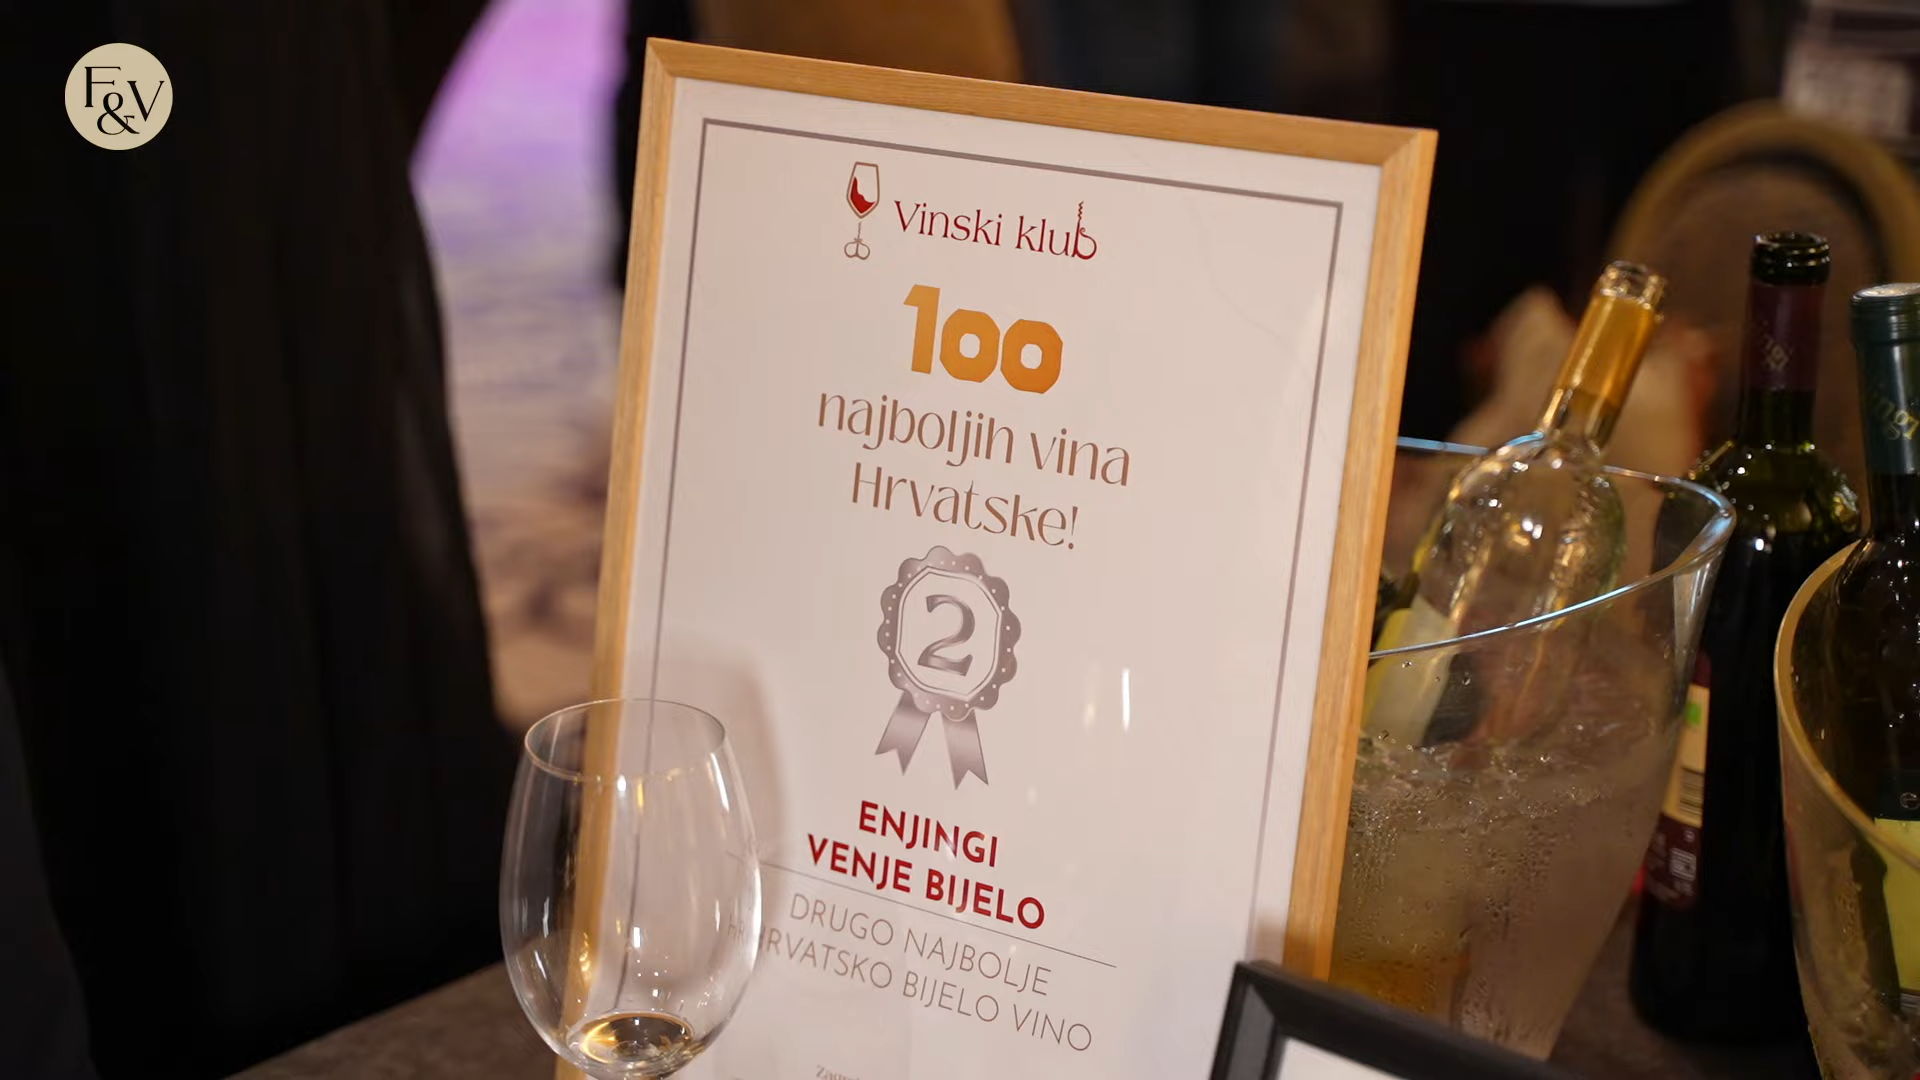 F&V
Vinski klub
100
najboljih vina
Hrvatske!
2
ENJINGI
VENJE BIJELO
DRUGO NAJBOLJE
HRVATSKO BIJELO VINO